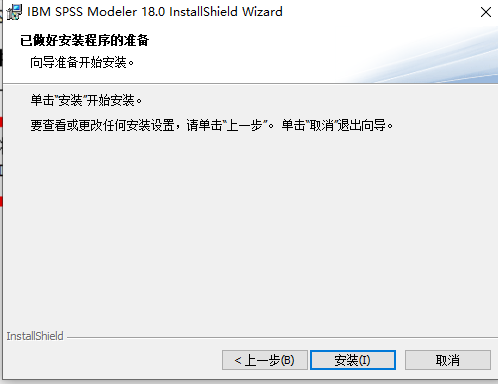 IBM SPSS Modeler 18.0 InstallShield Wizard
已做好安装程序的准备
向导准备开始安装。
单击“安装”开始安装。
要查看或更改任何安装设置，请单击“上一步”。 单击“取消”退出向导。
InstallShield
< 上一步(B)
安装(I)
取消